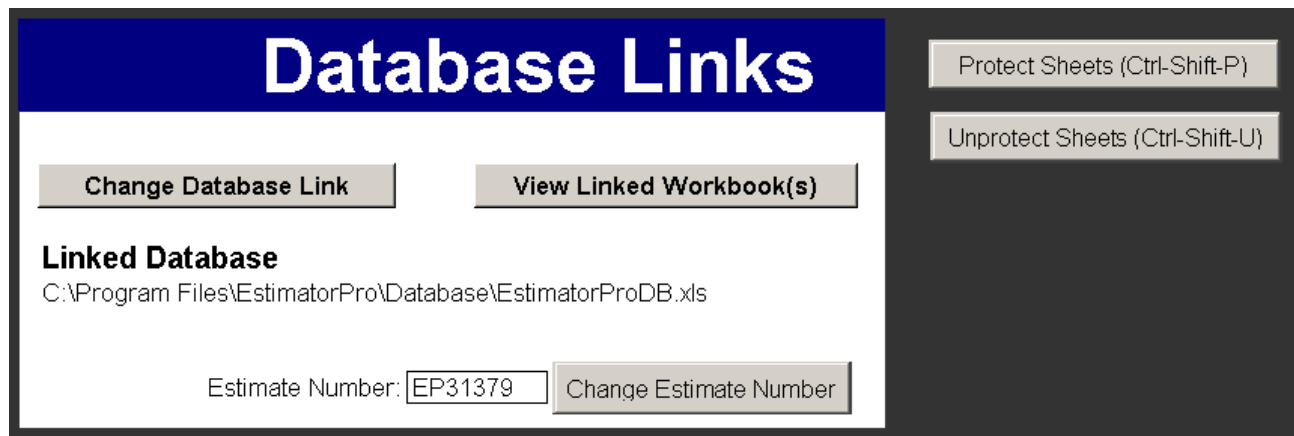 Database Links
Protect Sheets (Ctrl-Shift-P)
Unprotect Sheets (Ctrl-Shift-U)
Change Database Link
View Linked Workbook(s)
Linked Database
C:\Program Files\EstimatorPro\Database\EstimatorProDB.xls
Estimate Number: EP31379 Change Estimate Number